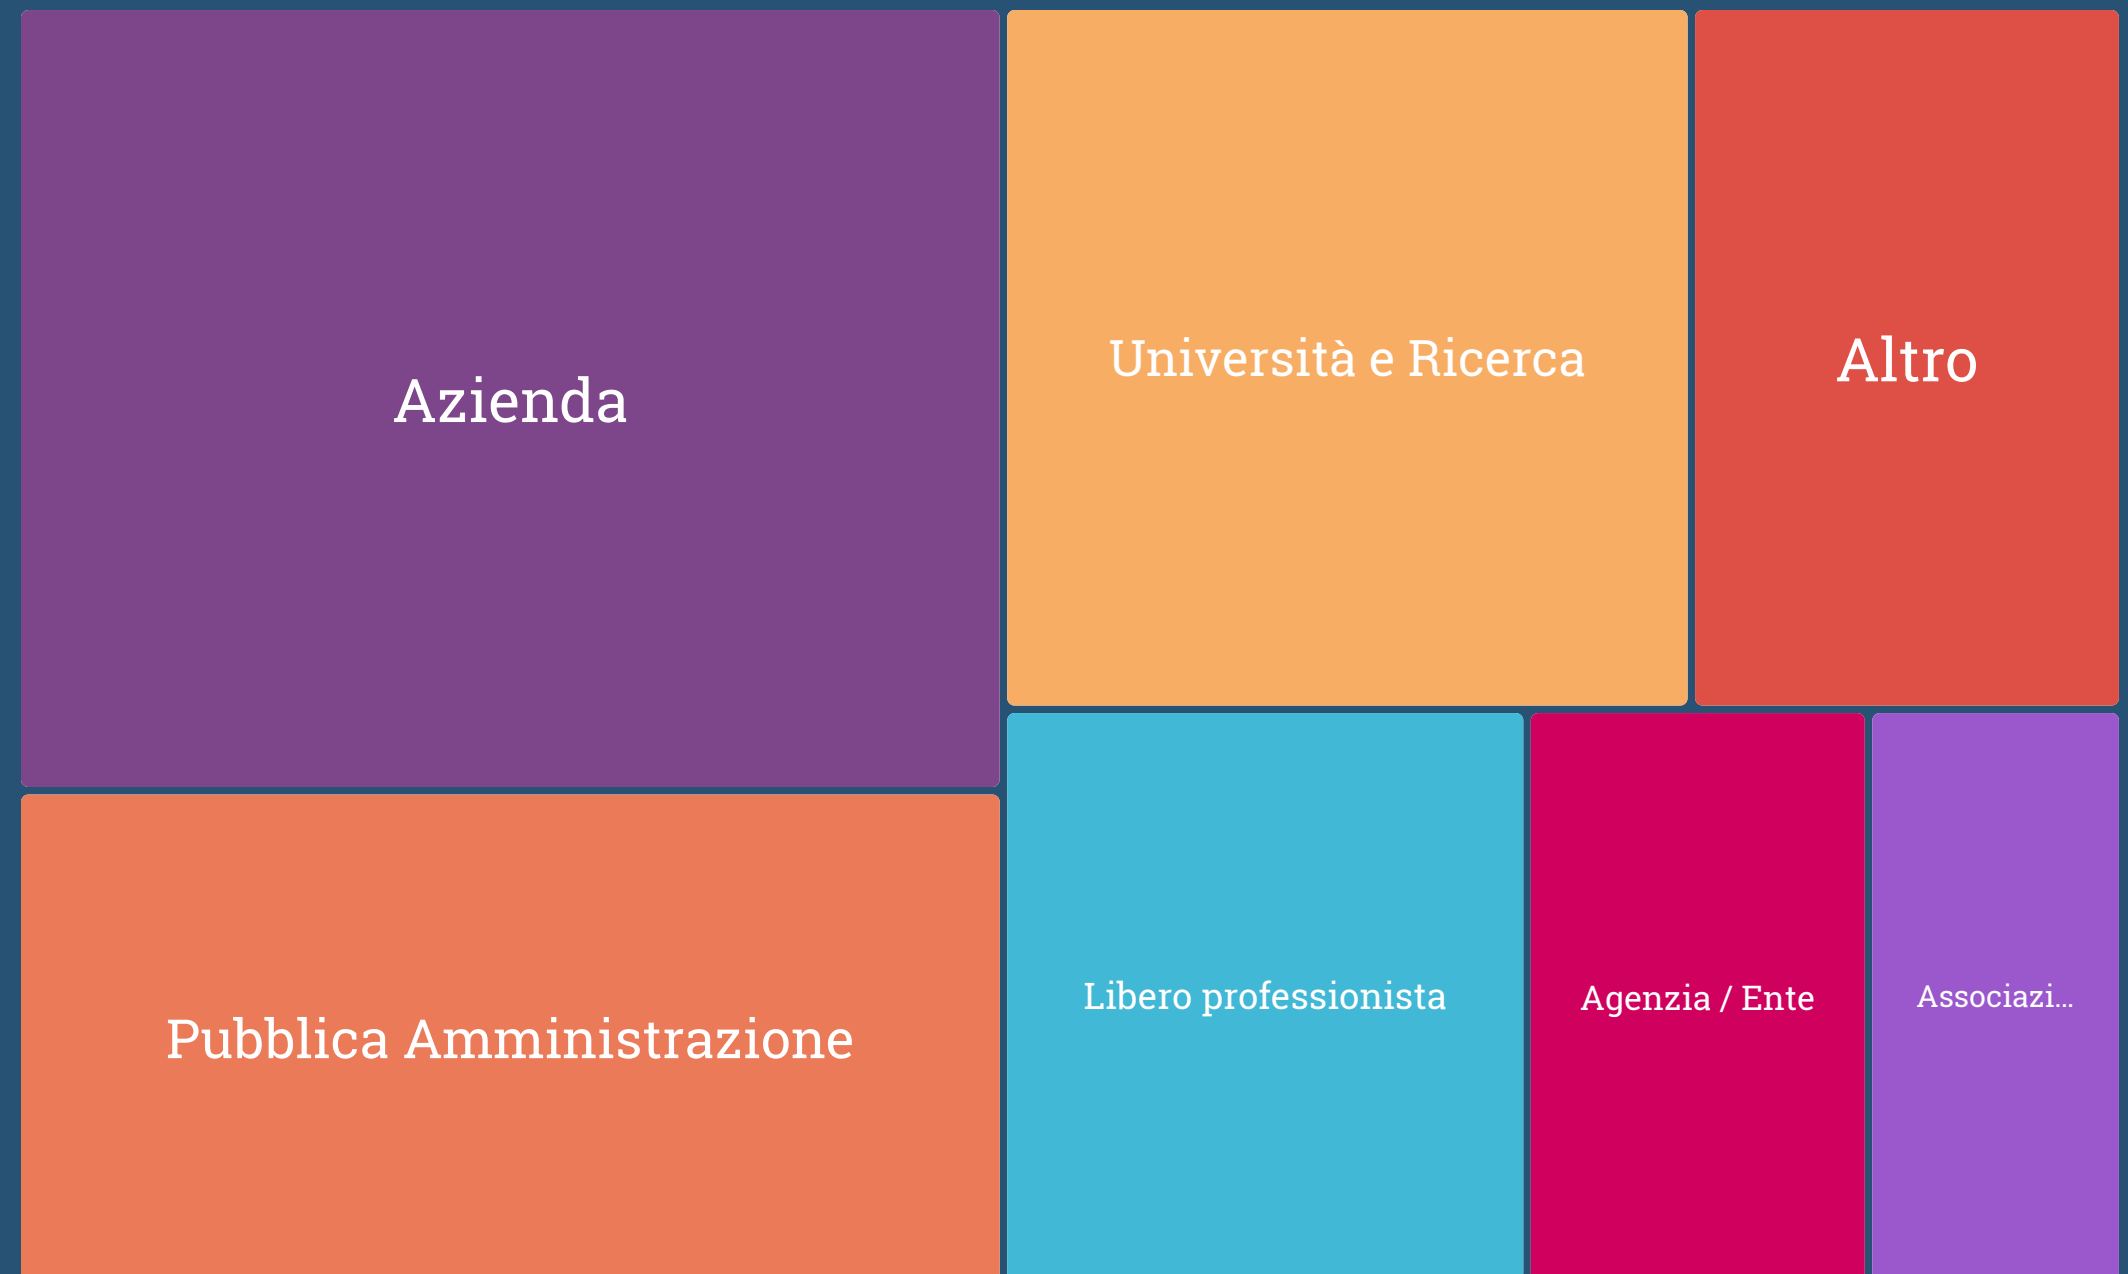 Azienda
Università e Ricerca
Altro
Pubblica Amministrazione
Libero professionista
Agenzia / Ente
Associazi...